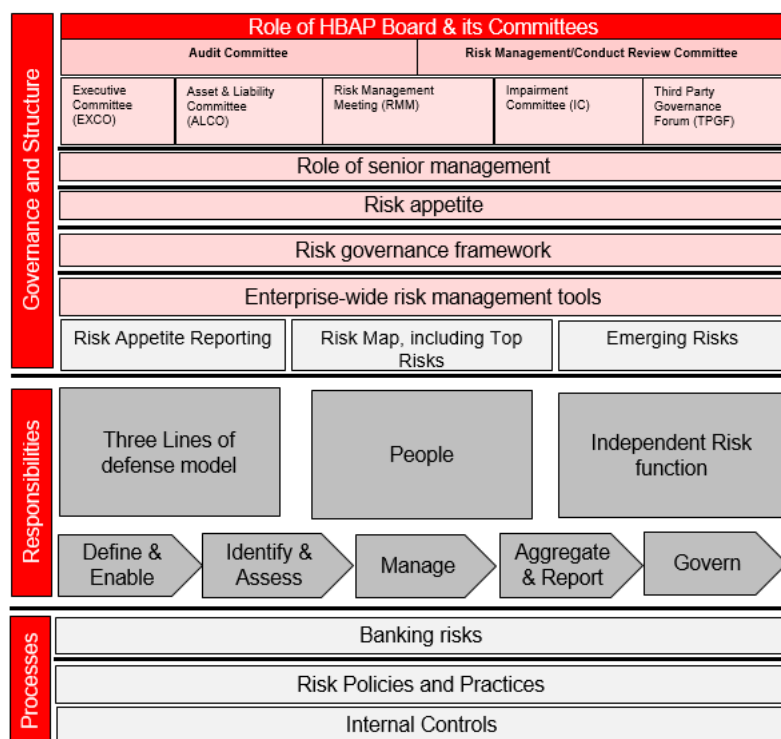 Governance and Structure
Role of HBAP Board & its Committees
Audit Committee
Risk Management/Conduct Review Committee
Executive
Committee
(EXCO)
Asset & Liability
Committee
(ALCO)
Risk Management
Meeting (RMM)
Impairment
Committee (IC)
Third Party
Governance
Forum (TPGF)
Role of senior management
Risk appetite
Risk governance framework
Enterprise-wide risk management tools
Risk Appetite Reporting
Risk Map, including Top
Risks
Emerging Risks
Responsibilities
Three Lines of
defense model
People
Independent Risk
function
Define &
Enable
Identify &
Assess
Manage
Aggregate
& Report
Govern
Processes
Banking risks
Risk Policies and Practices
Internal Controls